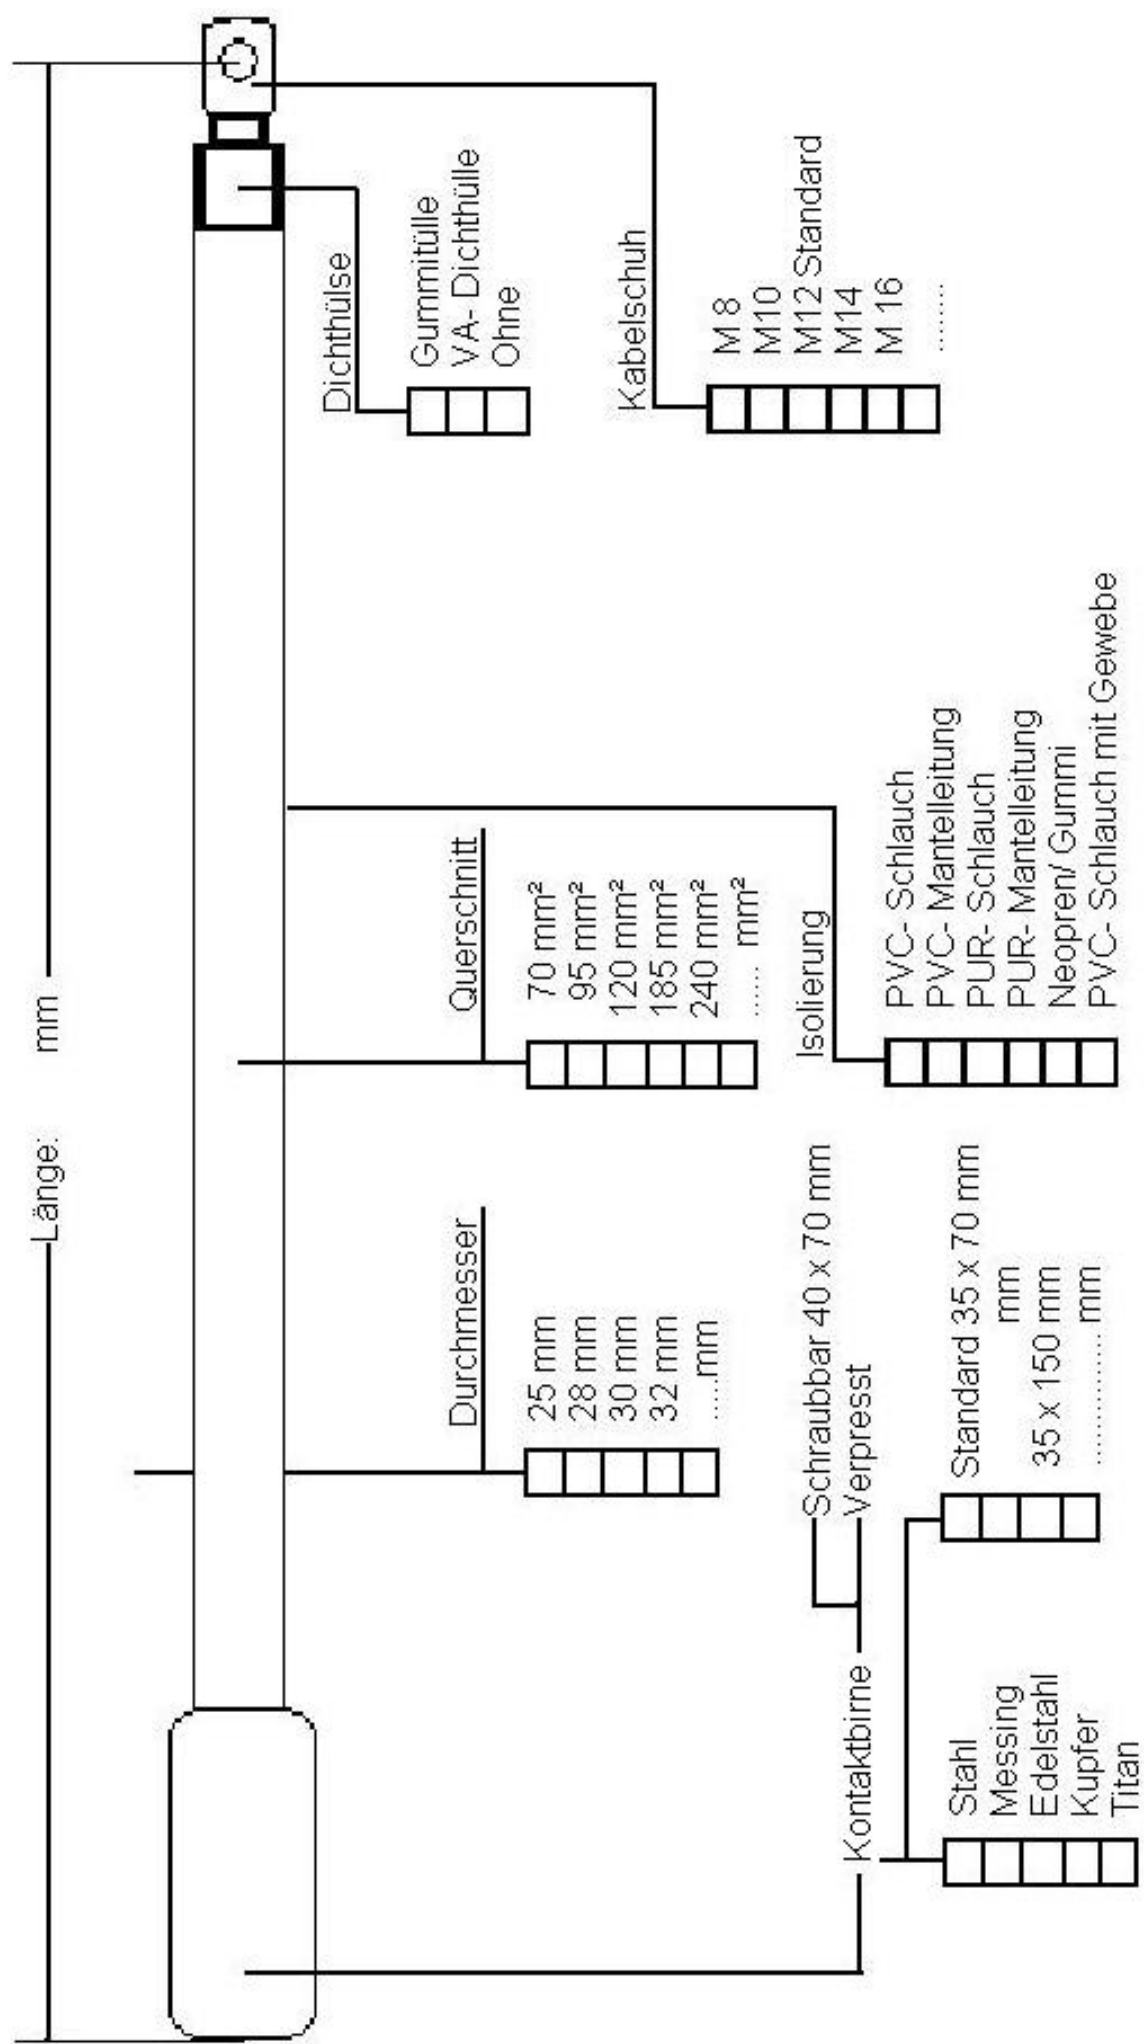 Länge: mm
Dichthülse
Gummitülle
VA- Dichthülle
Ohne
Kabelschuh
M 8
M10
M12 Standard
M14
M 16
........
Querschnitt
70 mm²
95 mm²
120 mm²
185 mm²
240 mm²
...... mm²
Isolierung
PVC- Schlauch
PVC- Mantelleitung
PUR- Schlauch
PUR- Mantelleitung
Neopren/ Gummi
PVC- Schlauch mit Gewebe
Durchmesser
25 mm
28 mm
30 mm
32 mm
.....mm
Kontaktbirne
Schraubbar 40 x 70 mm
Verpresst
Stahl
Messing
Edelstahl
Kupfer
Titan
Standard 35 x 70 mm
mm
35 x 150 mm
............. mm